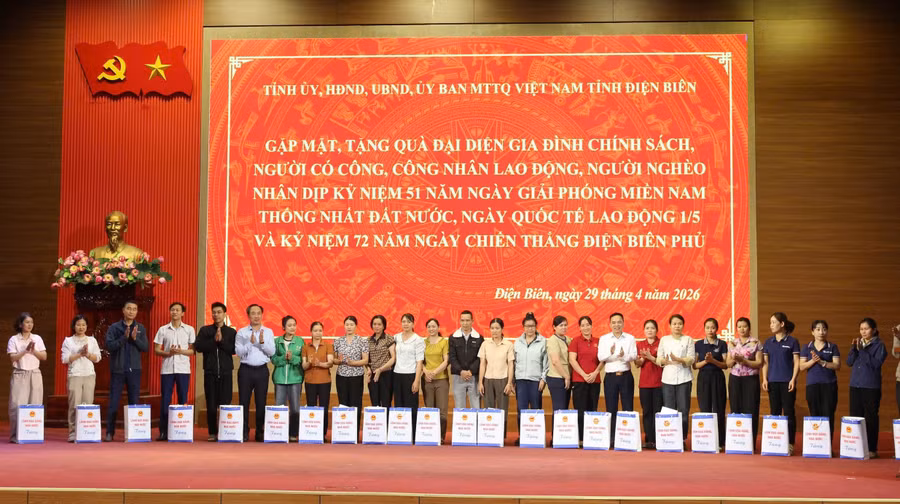 TỈNH ỦY, HĐND, UBND, ỦY BAN MTTQ VIỆT NAM TỈNH ĐIỆN BIÊN
GẶP MẶT, TẶNG QUÀ ĐẠI DIỆN GIA ĐÌNH CHÍNH SÁCH,
NGƯỜI CÓ CÔNG, CÔNG NHÂN LAO ĐỘNG, NGƯỜI NGHÈO
NHÂN DỊP KỶ NIỆM 51 NĂM NGÀY GIẢI PHÓNG MIỀN NAM
THỐNG NHẤT ĐẤT NƯỚC, NGÀY QUỐC TẾ LAO ĐỘNG 1/5
VÀ KỶ NIỆM 72 NĂM NGÀY CHIẾN THẮNG ĐIỆN BIÊN PHỦ
Điện Biên, ngày 29 tháng 4 năm 2026